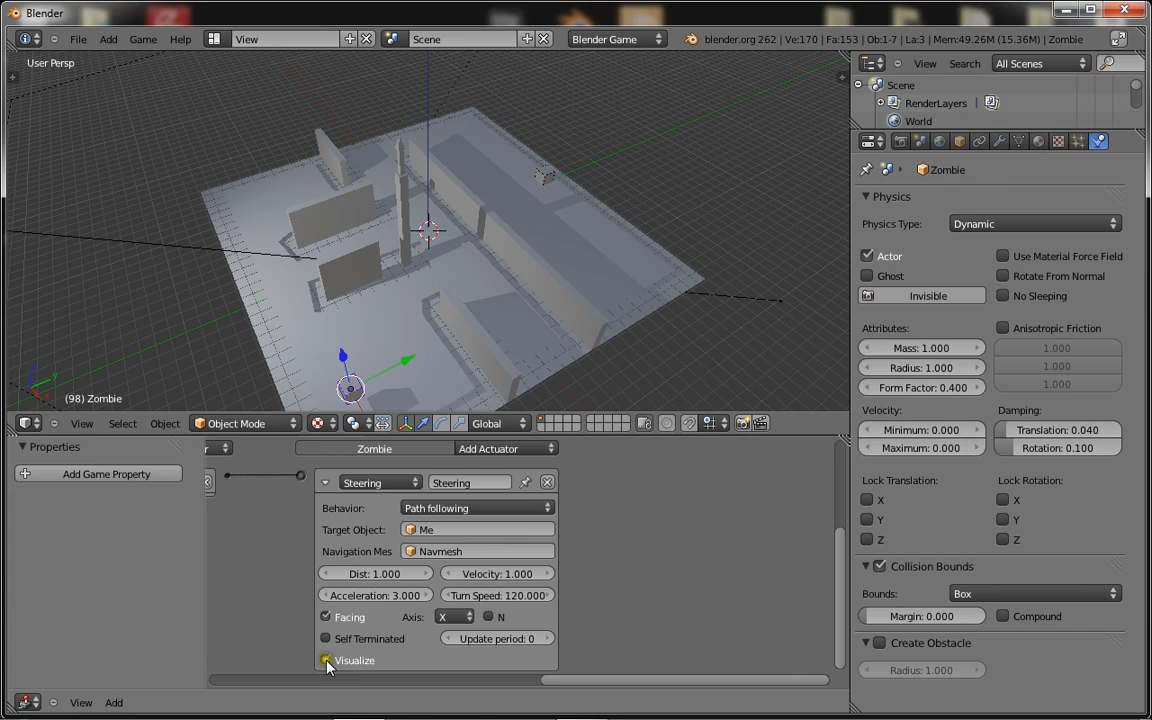 Blender
File Add Game Help View Scene Blender Game blender.org 262 | Ve:170 | Fa:153 | Ob:1-7 | La:3 | Mem:49.26M (15.36M) | Zombie
User Persp
View Search All Scenes
Scene
RenderLayers
World
Zombie
Physics
Physics Type: Dynamic
Actor Use Material Force Field
Ghost Rotate From Normal
Invisible No Sleeping
Attributes: Anisotropic Friction
Mass: 1.000 1.000
Radius: 1.000 1.000
Form Factor: 0.400 1.000
Velocity: Damping:
Minimum: 0.000 Translation: 0.040
Maximum: 0.000 Rotation: 0.100
Lock Translation: Lock Rotation:
X X
Y Y
Z Z
Collision Bounds
Bounds: Box
Margin: 0.000 Compound
Create Obstacle
Radius: 1.000
(98) Zombie
View Select Object Object Mode Global
Properties
Add Game Property
r Zombie Add Actuator
Steering Steering
Behavior: Path following
Target Object: Me
Navigation Mes Navmesh
Dist: 1.000 Velocity: 1.000
Acceleration: 3.000 Turn Speed: 120.000
Facing Axis: X N
Self Terminated Update period: 0
Visualize
View Add